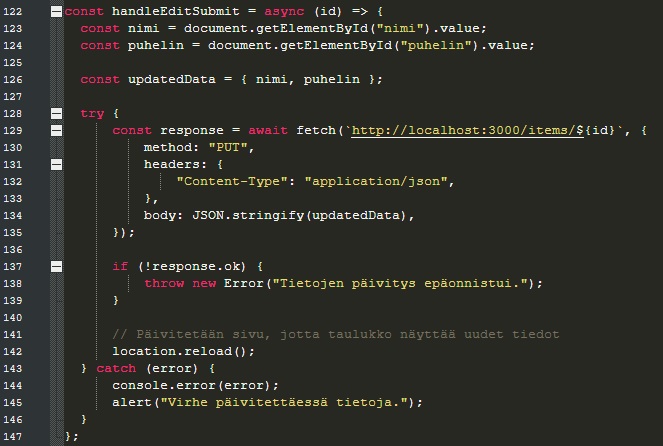 122 const handleEditSubmit = async (id) => {
123 const nimi = document.getElementById("nimi").value;
124 const puhelin = document.getElementById("puhelin").value;
125
126 const updatedData = { nimi, puhelin };
127
128 try {
129 const response = await fetch(`http://localhost:3000/items/${id}`, {
130 method: "PUT",
131 headers: {
132 "Content-Type": "application/json",
133 },
134 body: JSON.stringify(updatedData),
135 });
136
137 if (!response.ok) {
138 throw new Error("Tietojen päivitys epäonnistui.");
139 }
140
141 // Päivitetään sivu, jotta taulukko näyttää uudet tiedot
142 location.reload();
143 } catch (error) {
144 console.error(error);
145 alert("Virhe päivitettäessä tietoja.");
146 }
147 };